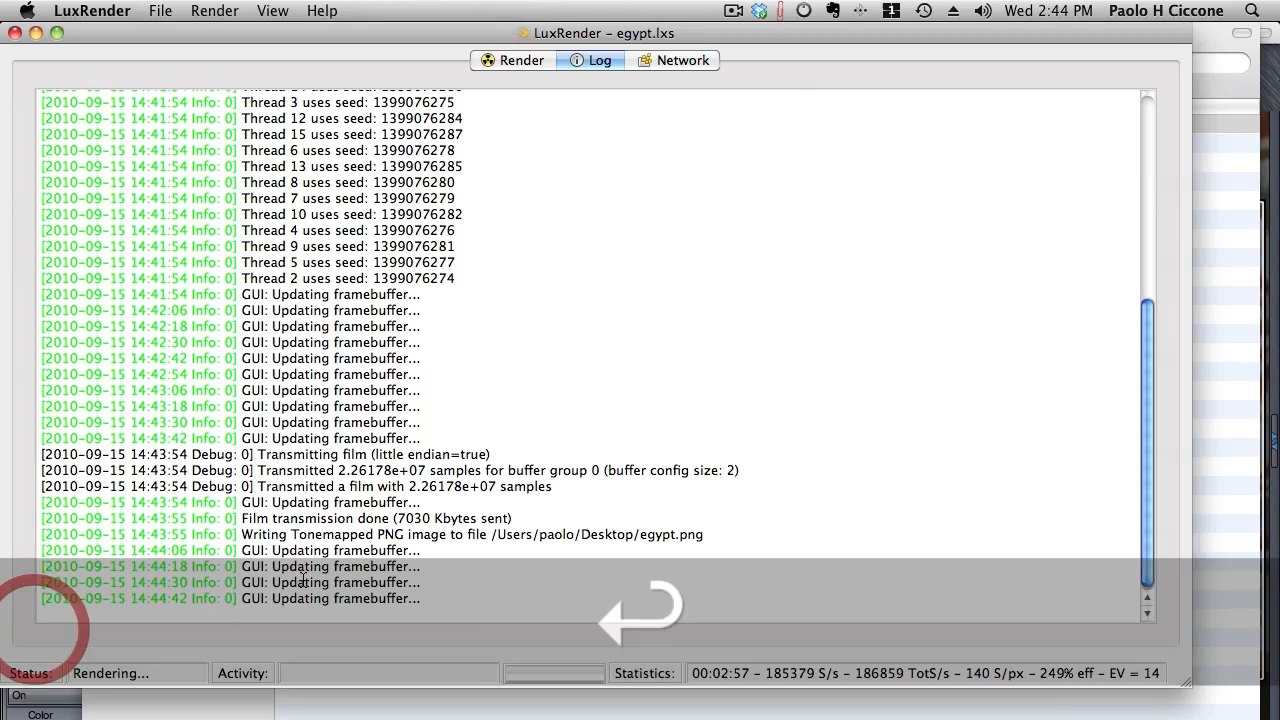 LuxRender File Render View Help 1 Wed 2:44 PM Paolo H Ciccone
LuxRender – egypt.lxs
Render Log Network
[2010-09-15 14:41:54 Info: 0] Thread 3 uses seed: 1399076275
[2010-09-15 14:41:54 Info: 0] Thread 12 uses seed: 1399076284
[2010-09-15 14:41:54 Info: 0] Thread 15 uses seed: 1399076287
[2010-09-15 14:41:54 Info: 0] Thread 6 uses seed: 1399076278
[2010-09-15 14:41:54 Info: 0] Thread 13 uses seed: 1399076285
[2010-09-15 14:41:54 Info: 0] Thread 8 uses seed: 1399076280
[2010-09-15 14:41:54 Info: 0] Thread 7 uses seed: 1399076279
[2010-09-15 14:41:54 Info: 0] Thread 10 uses seed: 1399076282
[2010-09-15 14:41:54 Info: 0] Thread 4 uses seed: 1399076276
[2010-09-15 14:41:54 Info: 0] Thread 9 uses seed: 1399076281
[2010-09-15 14:41:54 Info: 0] Thread 5 uses seed: 1399076277
[2010-09-15 14:41:54 Info: 0] Thread 2 uses seed: 1399076274
[2010-09-15 14:41:54 Info: 0] GUI: Updating framebuffer...
[2010-09-15 14:42:06 Info: 0] GUI: Updating framebuffer...
[2010-09-15 14:42:18 Info: 0] GUI: Updating framebuffer...
[2010-09-15 14:42:30 Info: 0] GUI: Updating framebuffer...
[2010-09-15 14:42:42 Info: 0] GUI: Updating framebuffer...
[2010-09-15 14:42:54 Info: 0] GUI: Updating framebuffer...
[2010-09-15 14:43:06 Info: 0] GUI: Updating framebuffer...
[2010-09-15 14:43:18 Info: 0] GUI: Updating framebuffer...
[2010-09-15 14:43:30 Info: 0] GUI: Updating framebuffer...
[2010-09-15 14:43:42 Info: 0] GUI: Updating framebuffer...
[2010-09-15 14:43:54 Debug: 0] Transmitting film (little endian=true)
[2010-09-15 14:43:54 Debug: 0] Transmitted 2.26178e+07 samples for buffer group 0 (buffer config size: 2)
[2010-09-15 14:43:54 Debug: 0] Transmitted a film with 2.26178e+07 samples
[2010-09-15 14:43:54 Info: 0] GUI: Updating framebuffer...
[2010-09-15 14:43:55 Info: 0] Film transmission done (7030 Kbytes sent)
[2010-09-15 14:43:55 Info: 0] Writing Tonemapped PNG image to file /Users/paolo/Desktop/egypt.png
[2010-09-15 14:44:06 Info: 0] GUI: Updating framebuffer...
[2010-09-15 14:44:18 Info: 0] GUI: Updating framebuffer...
[2010-09-15 14:44:30 Info: 0] GUI: Updating framebuffer...
[2010-09-15 14:44:42 Info: 0] GUI: Updating framebuffer...
Status: Rendering... Activity: Statistics: 00:02:57 – 185379 S/s – 186859 TotS/s – 140 S/px – 249% eff – EV = 14
On
Color